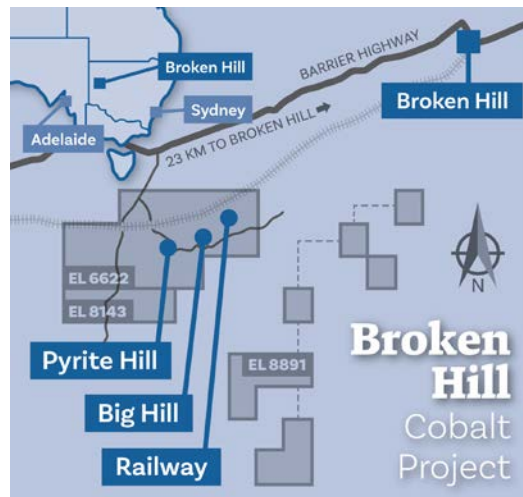 Broken Hill
Sydney
Adelaide
BARRIER HIGHWAY
Broken Hill
23 KM TO BROKEN HILL
EL 6622
EL 8143
N
Pyrite Hill
Big Hill
Railway
EL 8891
Broken
Hill
Cobalt
Project